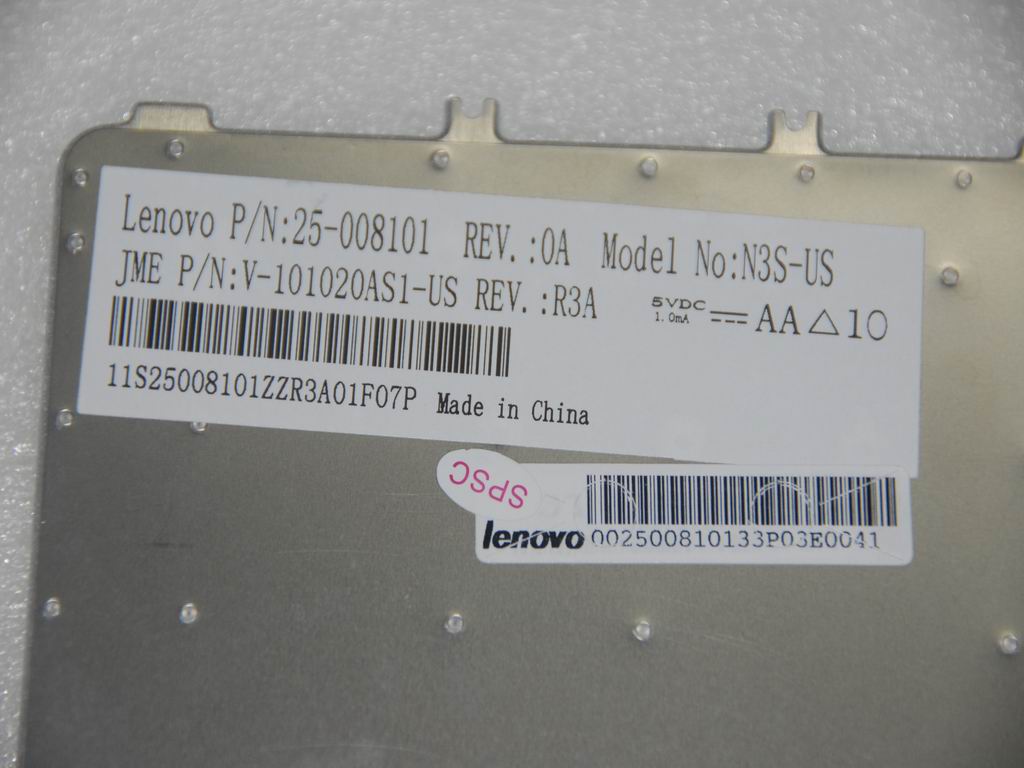 Lenovo P/N:25-008101 REV.:0A Model No:N3S-US
JME P/N:V-101020AS1-US REV.:R3A
5VDC
1.0mA
AA△10
11S25008101ZZR3A01F07P Made in China
SPSC
lenovo 002500810133P03E0041